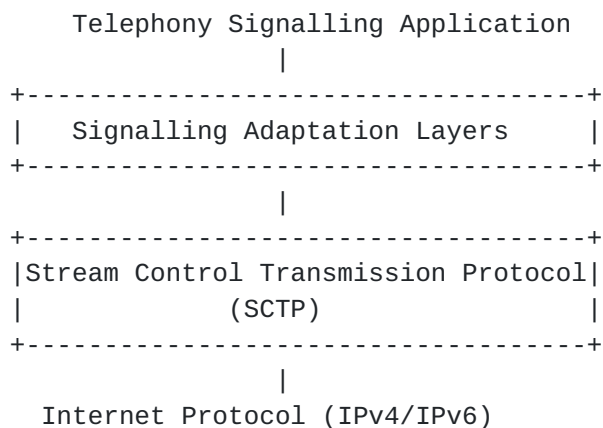 Telephony Signalling Application
|
+------------------------------------+
|   Signalling Adaptation Layers     |
+------------------------------------+
|
+------------------------------------+
|Stream Control Transmission Protocol|
|             (SCTP)                 |
+------------------------------------+
|
Internet Protocol (IPv4/IPv6)